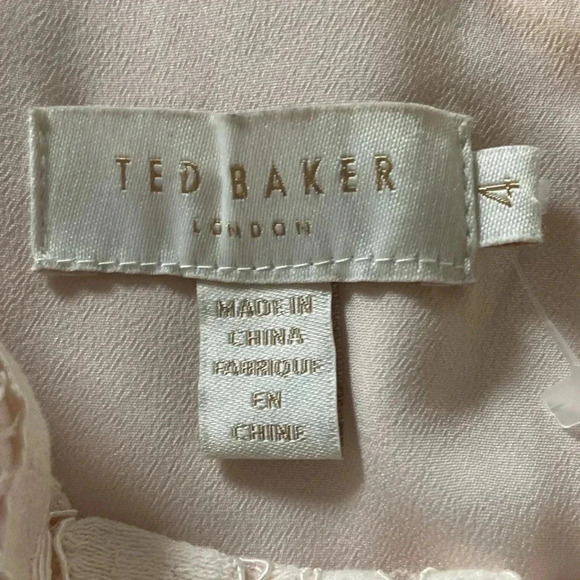 TED BAKER
LONDON
4
MADE IN
CHINA
FABRIQUE
EN
CHINE